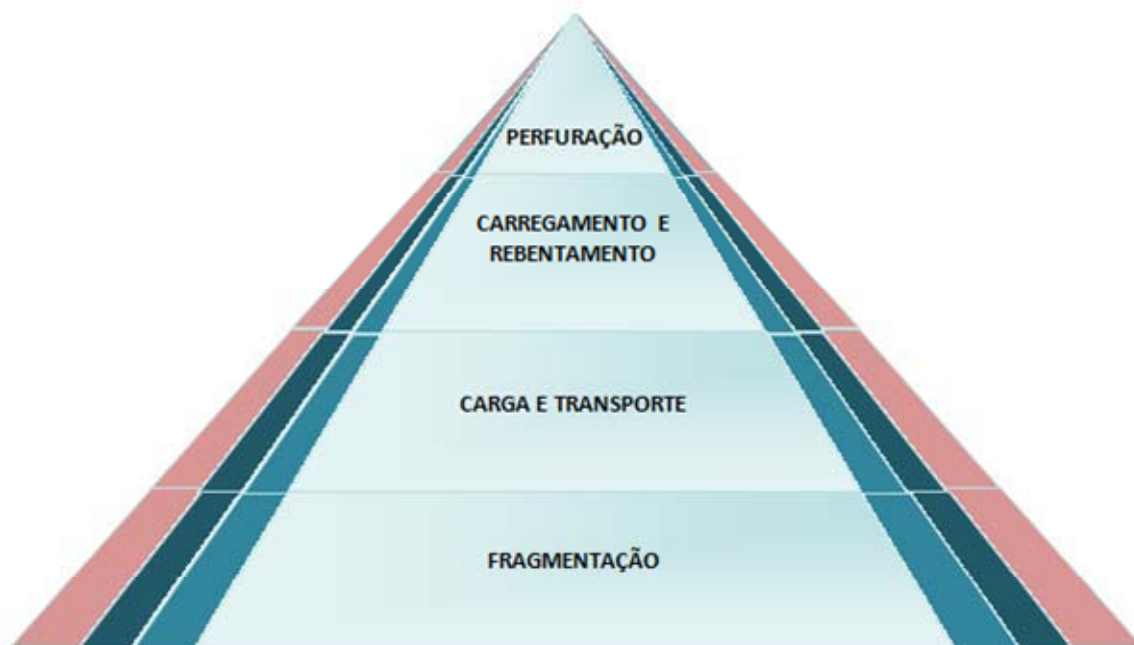 PERFURAÇÃO
CARREGAMENTO E
REBENTAMENTO
CARGA E TRANSPORTE
FRAGMENTAÇÃO